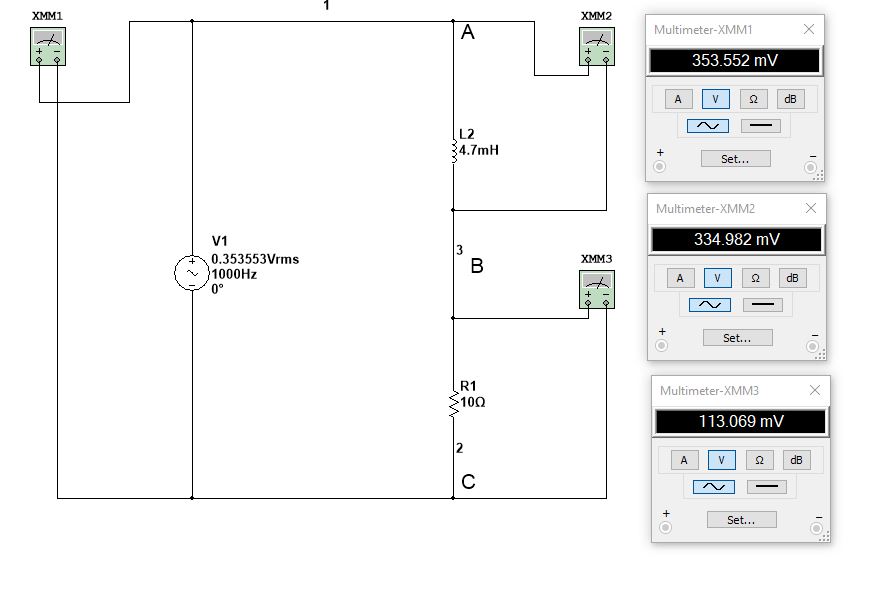 1
XMM1
XMM2
A
L2
4.7mH
V1
0.353553Vrms
1000Hz
0°
3
B
XMM3
R1
10Ω
2
C
Multimeter-XMM1
353.552 mV
A V Ω dB
Set...
Multimeter-XMM2
334.982 mV
A V Ω dB
Set...
Multimeter-XMM3
113.069 mV
A V Ω dB
Set...